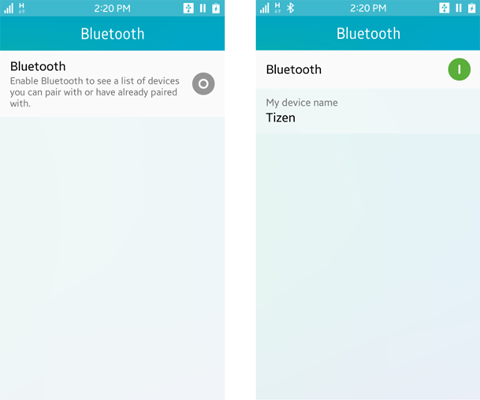 H
2:20 PM
Bluetooth
Bluetooth
Enable Bluetooth to see a list of devices
you can pair with or have already paired
with.
H
2:20 PM
Bluetooth
Bluetooth
My device name
Tizen